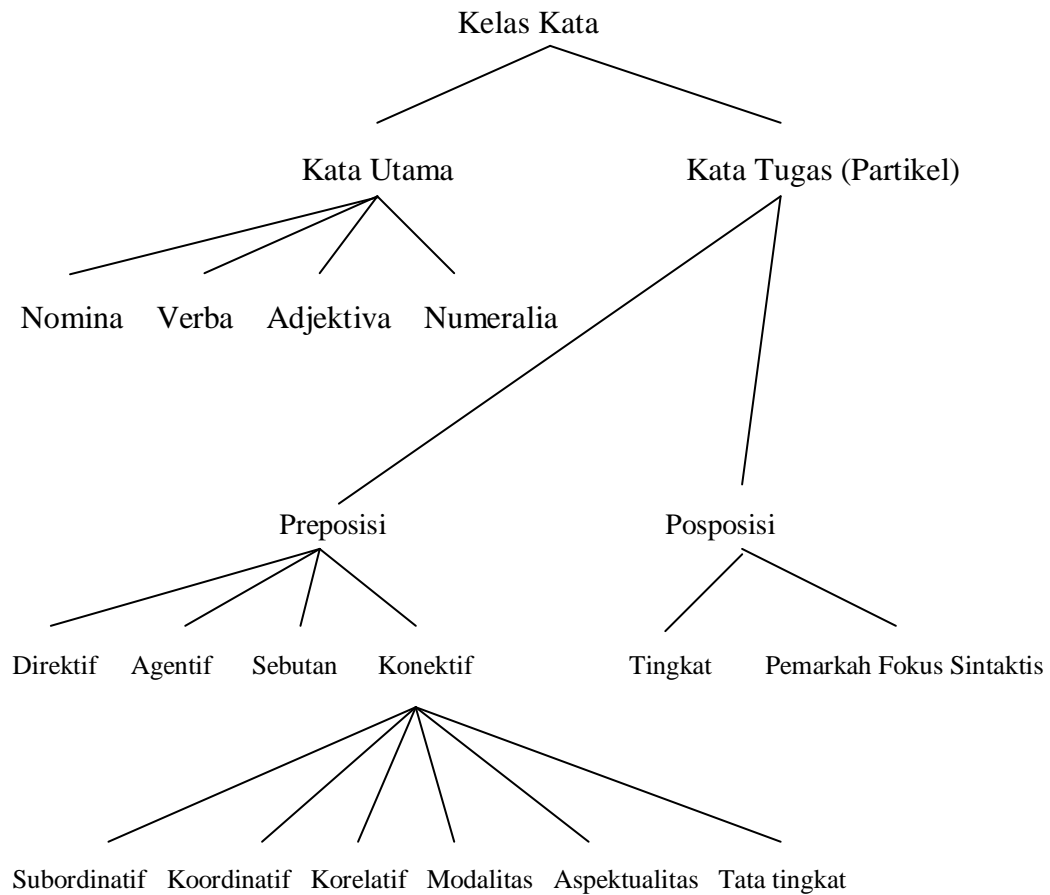 Kelas Kata
Kata Utama Kata Tugas (Partikel)
Nomina Verba Adjektiva Numeralia
Preposisi Posposisi
Direktif Agentif Sebutan Konektif Tingkat Pemarkah Fokus Sintaktis
Subordinatif Koordinatif Korelatif Modalitas Aspektualitas Tata tingkat